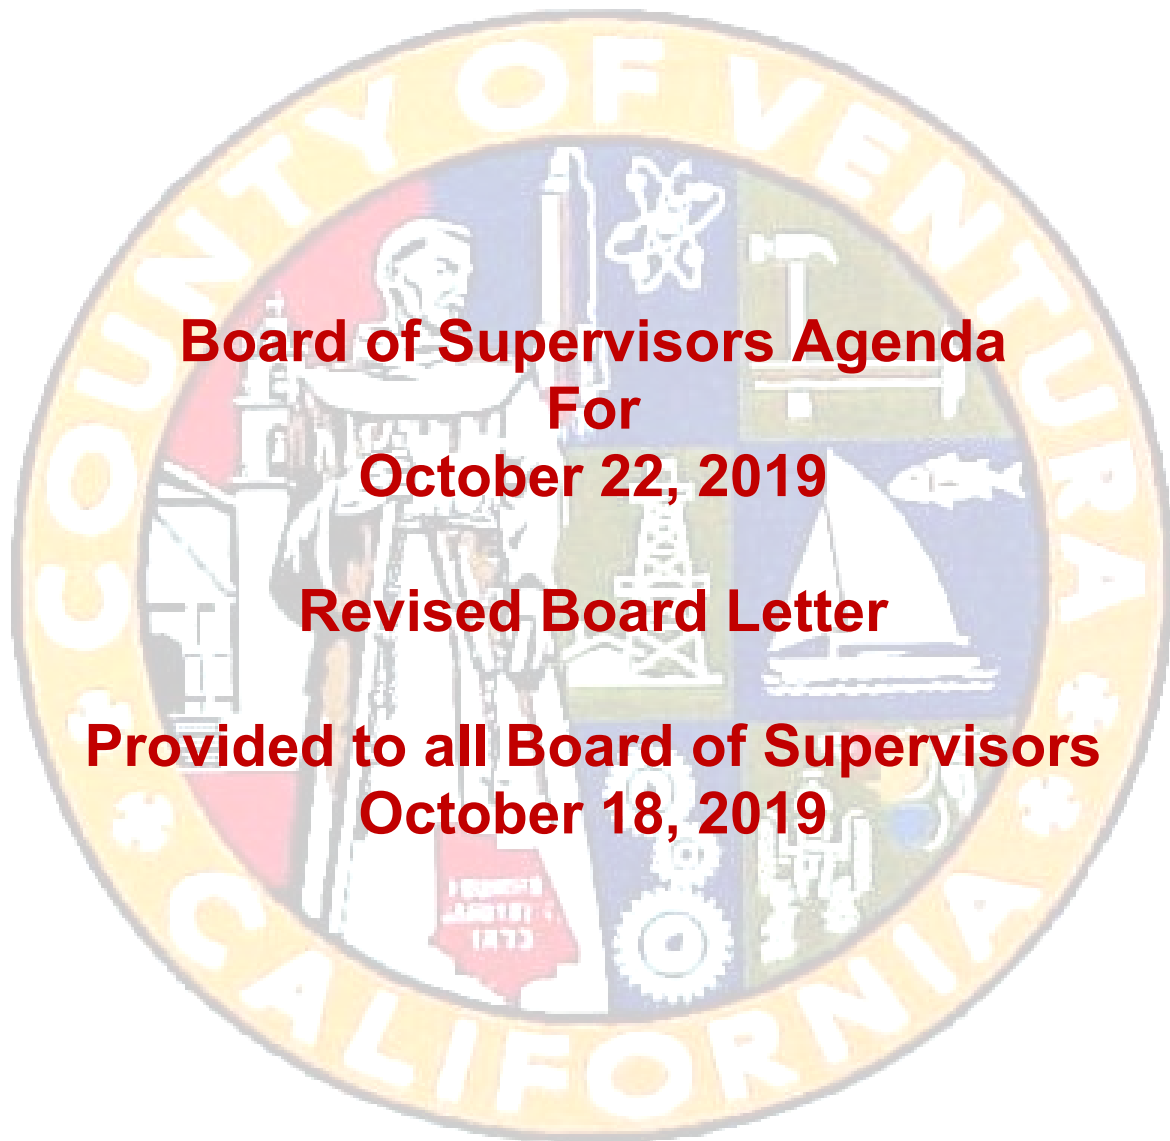 COUNTY OF VENTURA
Board of Supervisors Agenda
For
October 22, 2019
Revised Board Letter
Provided to all Board of Supervisors
October 18, 2019
1873
CALIFORNIA